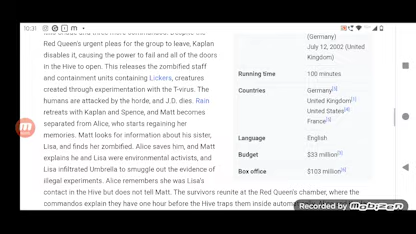 10:31
Red Queen's urgent pleas for the group to leave, Kaplan
disables it, causing the power to fail and all of the doors
in the Hive to open. This releases the zombified staff
and containment units containing Lickers, creatures
created through experimentation with the T-virus. The
humans are attacked by the horde, and J.D. dies. Rain
retreats with Kaplan and Spence, and Matt becomes
separated from Alice, who starts regaining her
memories. Matt looks for information about his sister,
Lisa, and finds her zombified. Alice saves him, and Matt
explains he and Lisa were environmental activists, and
Lisa infiltrated Umbrella to smuggle out the evidence of
illegal experiments. Alice remembers she was Lisa's
contact in the Hive but does not tell Matt. The survivors reunite at the Red Queen's chamber, where the
commandos explain they have one hour before the Hive traps them inside autom
(Germany)
July 12, 2002 (United
Kingdom)
Running time 100 minutes
Countries Germany
United Kingdom
United States
France
Language English
Budget $33 million
Box office $103 million
Recorded by
Mobizen